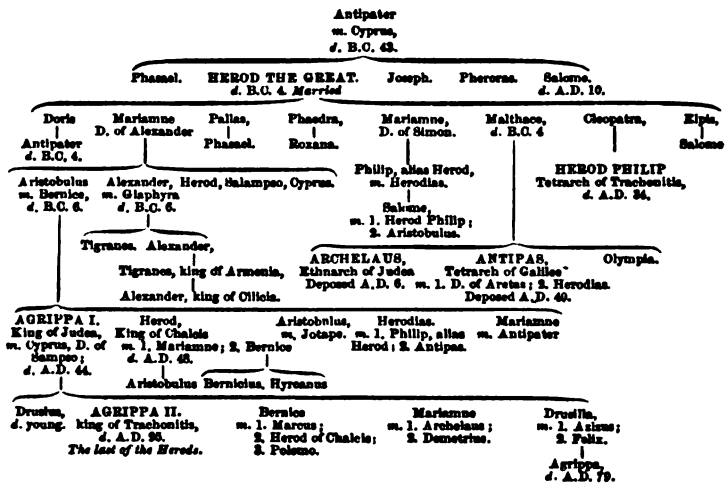 Antipater
m. Cyprus,
d. B.C. 43.
Phasael. HEROD THE GREAT. Joseph. Pheroras. Salome.
d. B.C. 4. Married d. A.D. 10.
Doris Mariamne Pallas, Phaedra, Mariamne, Malthace, Cleopatra, Elpis,
D. of Alexander D. of Simon. d. B.C. 4
Antipater Phasael. Roxana. Salome
d. B.C. 4.
Philip, alias Herod, HEROD PHILIP
m. Herodias. Tetrarch of Trachonitis,
d. A.D. 34.
Aristobulus Alexander, Herod, Salampso, Cyprus.
m. Bernice, m. Glaphyra
d. B.C. 6. d. B.C. 6.
Salome,
m. 1. Herod Philip;
2. Aristobulus.
Tigranes. Alexander,
Tigranes, king of Armenia,
Alexander, king of Cilicia.
ARCHELAUS, ANTIPAS, Olympia.
Ethnarch of Judea Tetrarch of Galilee
Deposed A.D. 6. m. 1. D. of Aretas; 2. Herodias.
Deposed A.D. 40.
AGRIPPA I. Herod, Aristobulus, Herodias. Mariamne
King of Judea, King of Chalcis m. Jotape. m. 1. Philip, alias m. Antipater
m. Cyprus, D. of m. 1. Mariamne; 2, Bernice Herod; 2. Antipas.
Sampso; d. A.D. 48.
d. A.D. 44.
Aristobulus Bernicius, Hyrcanus
Drusus, AGRIPPA II. Bernice Mariamne Drusilla,
d. young. king of Trachonitis, m. 1. Marcus; m. 1. Archelaus; m. 1. Azizus;
d. A.D. 95. 2, Herod of Chalcis; 2. Demetrius. 2. Felix.
The last of the Herods. 3. Polemo.
Agrippa,
d. A.D. 79.